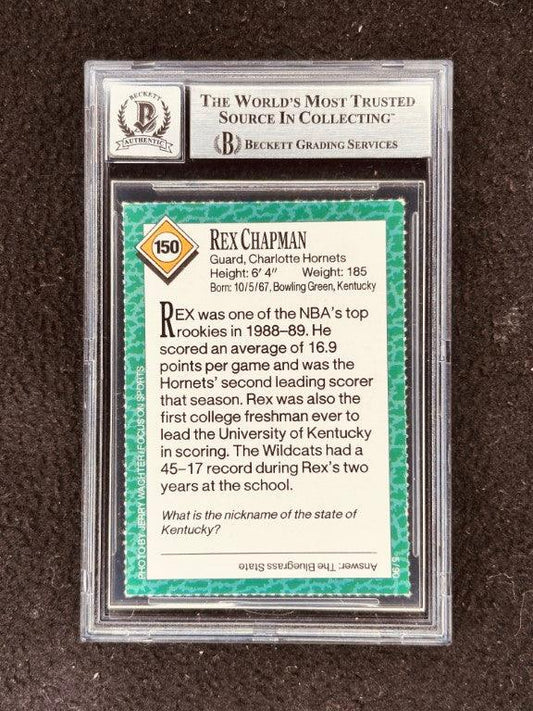 BECKETT
B
AUTHENTIC
THE WORLD'S MOST TRUSTED
SOURCE IN COLLECTING™
B BECKETT GRADING SERVICES
150
REX CHAPMAN
Guard, Charlotte Hornets
Height: 6' 4" Weight: 185
Born: 10/5/67, Bowling Green, Kentucky
REX was one of the NBA's top
rookies in 1988–89. He
scored an average of 16.9
points per game and was the
Hornets' second leading scorer
that season. Rex was also the
first college freshman ever to
lead the University of Kentucky
in scoring. The Wildcats had a
45–17 record during Rex's two
years at the school.
What is the nickname of the state of
Kentucky?
Answer: The Bluegrass State
PHOTO BY JERRY WACHTER/FOCUS ON SPORTS
5/90